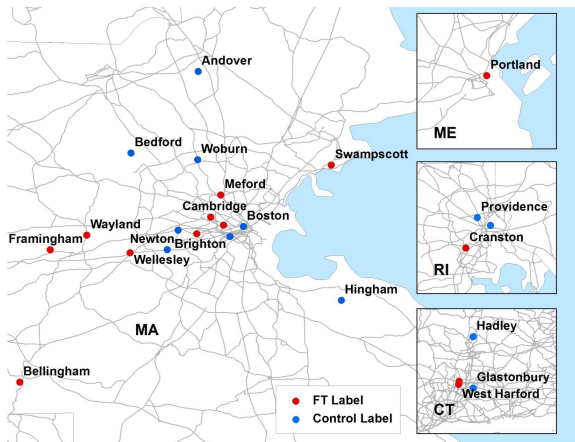 Andover
Portland
ME
Bedford
Woburn
Swampscott
Meford
Cambridge
Boston
Wayland
Framingham
Newton
Brighton
Wellesley
Providence
Cranston
RI
Hingham
MA
Hadley
Glastonbury
West Harford
CT
Bellingham
FT Label
Control Label